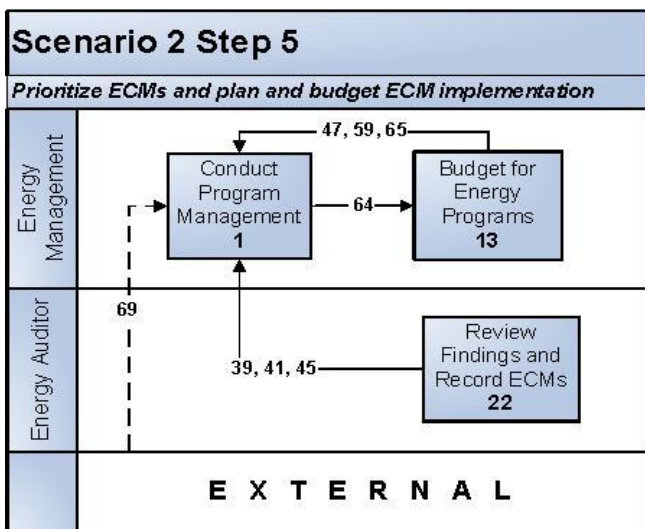 Scenario 2 Step 5
Prioritize ECMs and plan and budget ECM implementation
Energy
Management
47, 59, 65
Conduct
Program
Management
1
64
Budget for
Energy
Programs
13
69
Energy Auditor
39, 41, 45
Review
Findings and
Record ECMs
22
E X T E R N A L